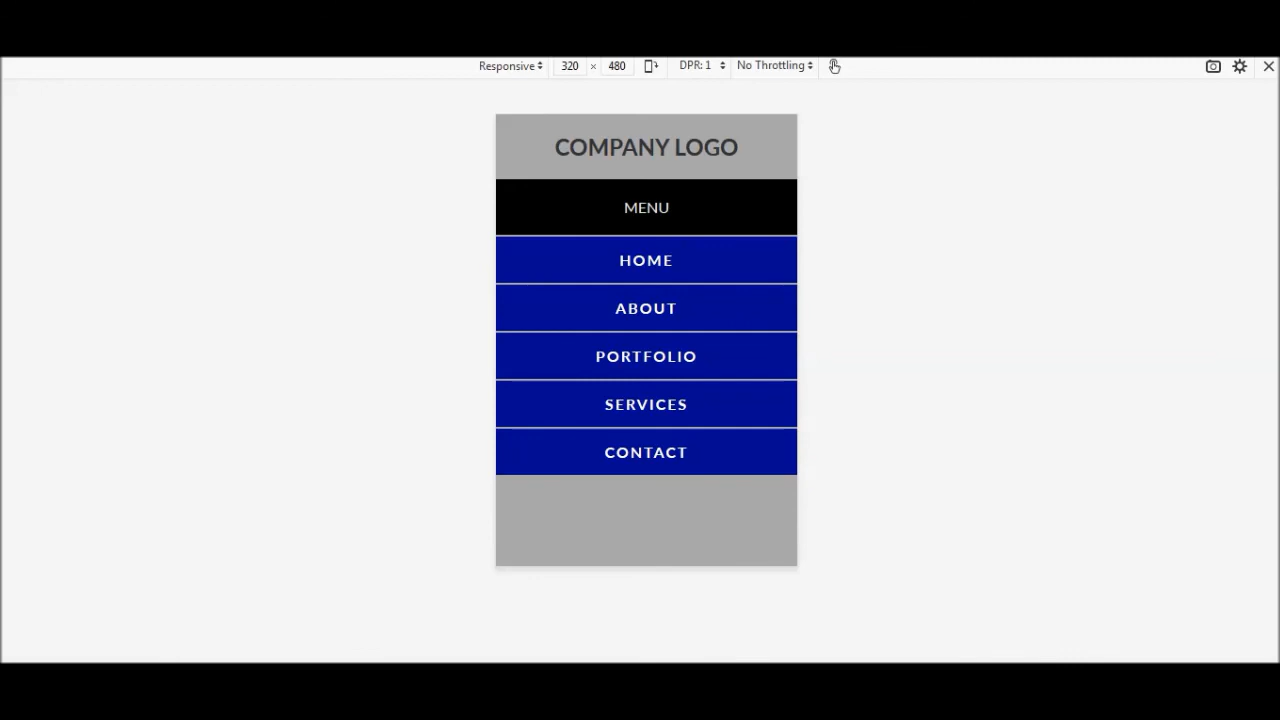 Responsive 320 × 480 DPR: 1 No Throttling
COMPANY LOGO
MENU
HOME
ABOUT
PORTFOLIO
SERVICES
CONTACT